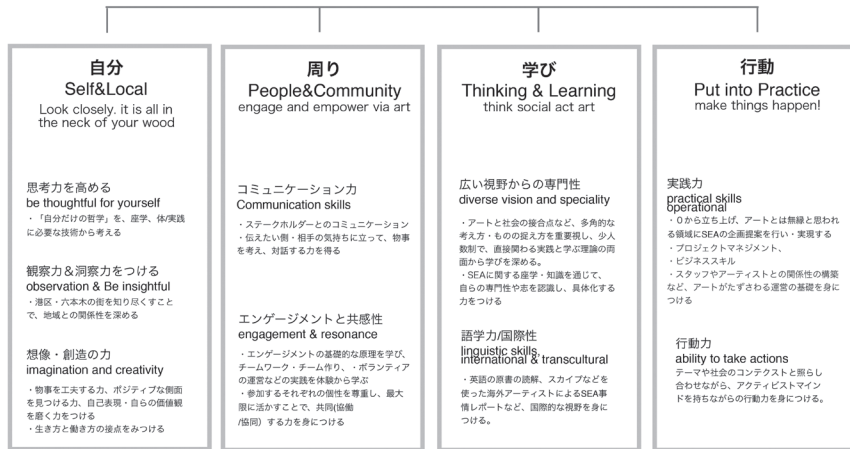 自分
Self&Local
Look closely. it is all in
the neck of your wood
思考力を高める
be thoughtful for yourself
・「自分だけの哲学」を、座学、体/実践
に必要な技術から考える
観察力＆洞察力をつける
observation & Be insightful
・港区・六本木の街を知り尽くすこと
で、地域との関係性を深める
想像・創造の力
imagination and creativity
・物事を工夫する力、ポジティブな側面
を見つける力、自己表現・自らの価値観
を磨く力をつける
・生き方と働き方の接点をみつける
周り
People&Community
engage and empower via art
コミュニケーション力
Communication skills
・ステークホルダーとのコミュニケーション
・伝えたい側・相手の気持ちに立って、物事
を考え、対話する力を得る
エンゲージメントと共感性
engagement & resonance
・エンゲージメントの基礎的な原理を学び、
チームワーク・チーム作り、・ボランティア
の運営などの実践を体験から学ぶ
・参加するそれぞれの個性を尊重し、最大
限に活かすことで、共同(協働
/協同）する力を身につける
学び
Thinking & Learning
think social act art
広い視野からの専門性
diverse vision and speciality
・アートと社会の接合点など、多角的な
考え方・ものの捉え方を重要視し、少人
数制で、直接関わる実践と学ぶ理論の両
面から学びを深める。
・SEAに関する座学・知識を通じて、
自らの専門性や志を認識し、具体化する
力をつける
語学力/国際性
linguistic skills,
international & transcultural
・英語の原書の読解、スカイプなどを
使った海外アーティストによるSEA事
情レポートなど、国際的な視野を身に
つける。
行動
Put into Practice
make things happen!
実践力
practical skills
operational
・０から立ち上げ、アートとは無縁と思われ
る領域にSEAの企画提案を行い・実現する
・プロジェクトマネジメント、
・ビジネススキル
・スタッフやアーティストとの関係性の構築
など、アートがたずさわる運営の基礎を身に
つける
行動力
ability to take actions
テーマや社会のコンテクストと照らし
合わせながら、アクティビストマイン
ドを持ちながらの行動力を身につける。